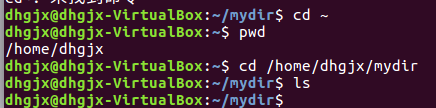 dhgjx@dhgjx-VirtualBox:~/mydir$ cd ~
dhgjx@dhgjx-VirtualBox:~$ pwd
/home/dhgjx
dhgjx@dhgjx-VirtualBox:~$ cd /home/dhgjx/mydir
dhgjx@dhgjx-VirtualBox:~/mydir$ ls
dhgjx@dhgjx-VirtualBox:~/mydir$